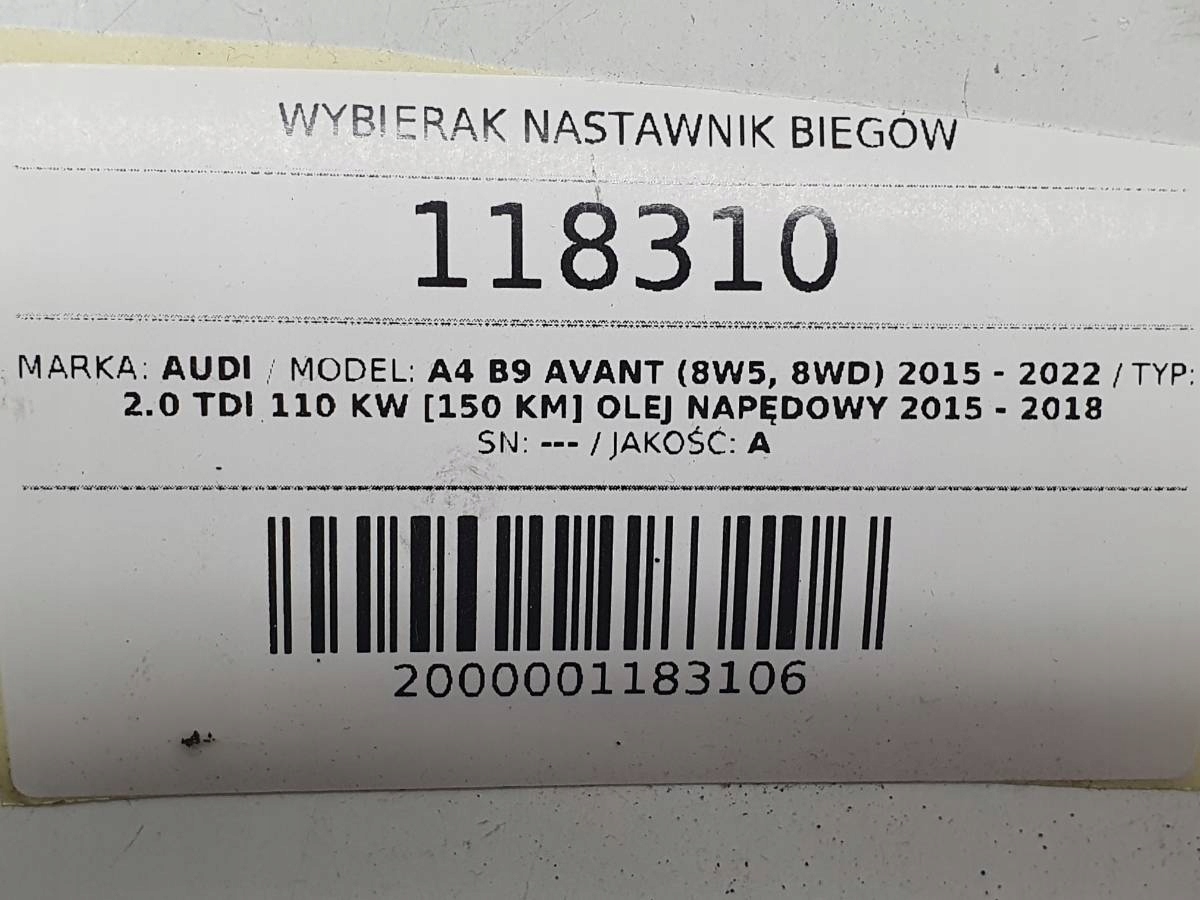 WYBIERAK NASTAWNIK BIEGÓW
118310
MARKA: AUDI / MODEL: A4 B9 AVANT (8W5, 8WD) 2015 - 2022 / TYP:
2.0 TDI 110 KW [150 KM] OLEJ NAPĘDOWY 2015 - 2018
SN: --- / JAKOŚĆ: A
2000001183106